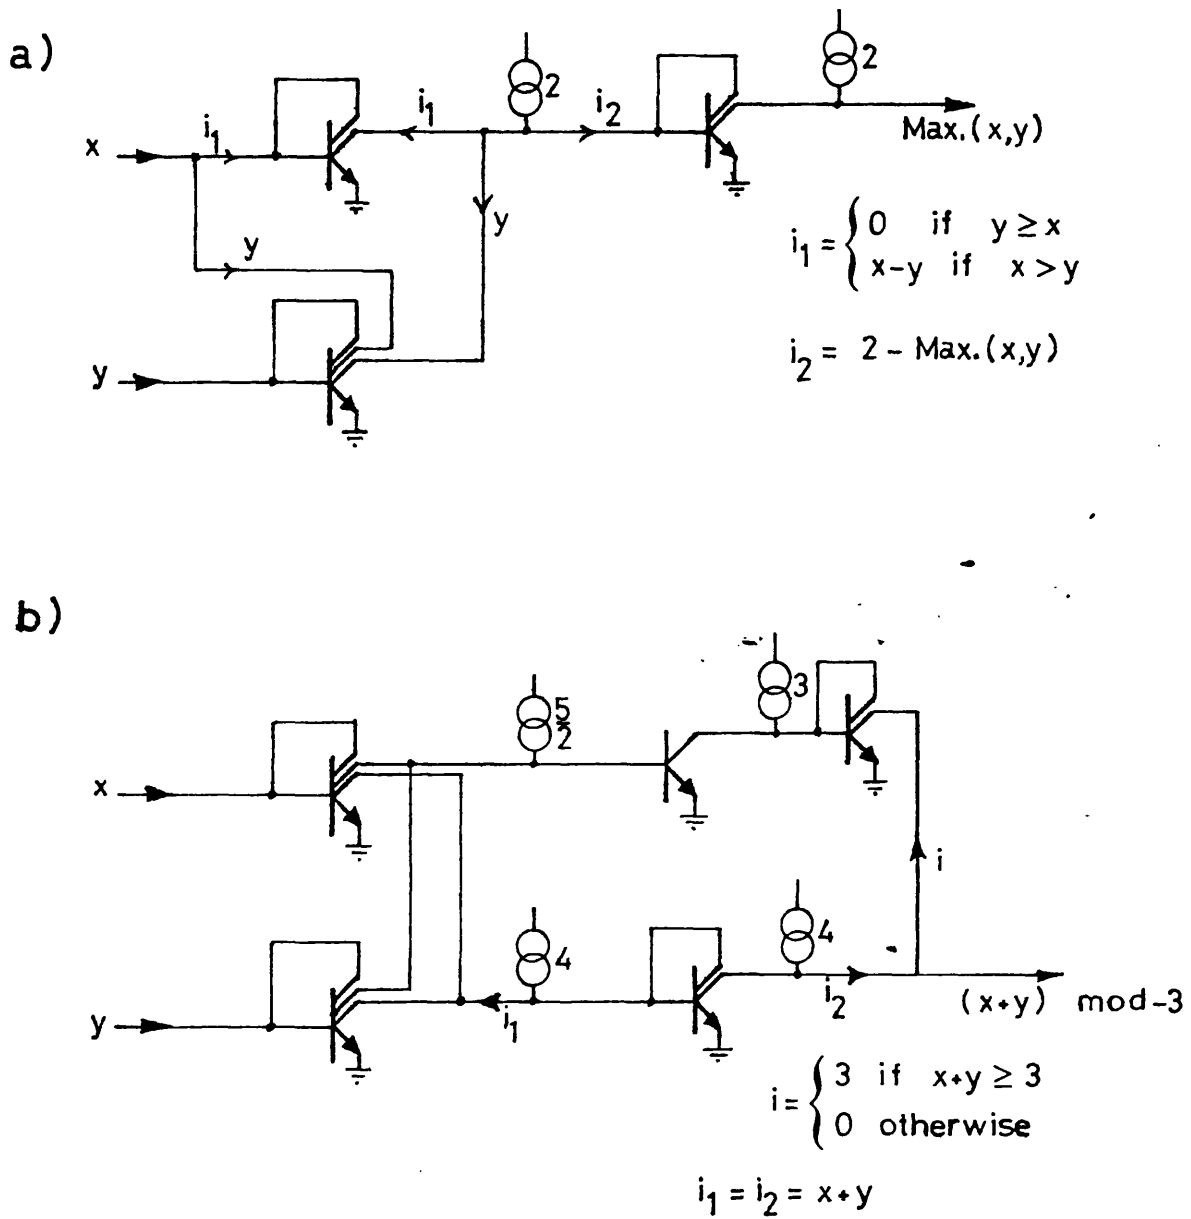 a)
2
2
i₁
i₂
x
i₁
Max.(x,y)
y
y
i₁ = { 0 if y ≥ x
x-y if x > y
i₂ = 2 - Max.(x,y)
y
b)
5/2
3
x
i
4
4
y
i₁
i₂
(x+y) mod-3
i = { 3 if x+y ≥ 3
0 otherwise
i₁ = i₂ = x+y